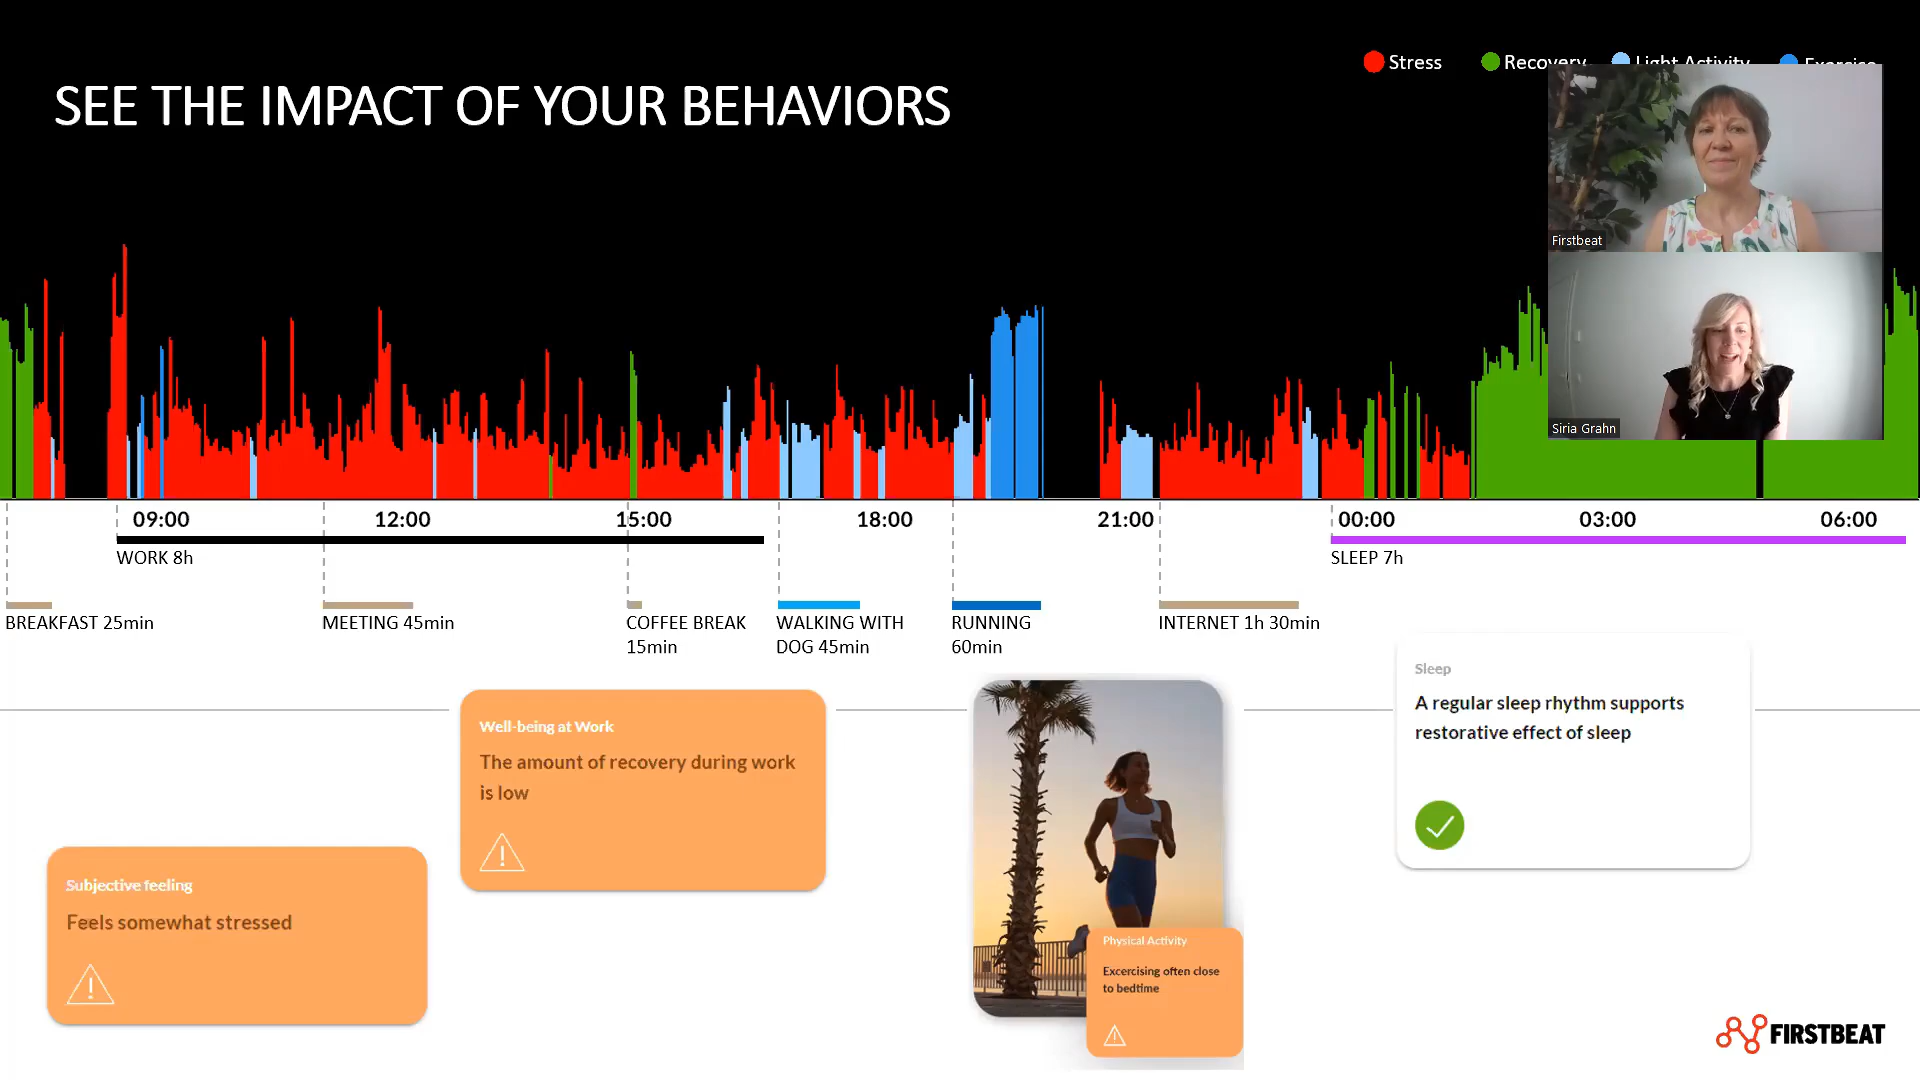 Stress
Recovery
Light Activity
Exercise
SEE THE IMPACT OF YOUR BEHAVIORS
Firstbeat
Siria Grahn
09:00
12:00
15:00
18:00
21:00
00:00
03:00
06:00
WORK 8h
SLEEP 7h
BREAKFAST 25min
MEETING 45min
COFFEE BREAK
15min
WALKING WITH
DOG 45min
RUNNING
60min
INTERNET 1h 30min
Sleep
A regular sleep rhythm supports
restorative effect of sleep
Well-being at Work
The amount of recovery during work
is low
Subjective feeling
Feels somewhat stressed
Physical Activity
Excercising often close
to bedtime
FIRSTBEAT